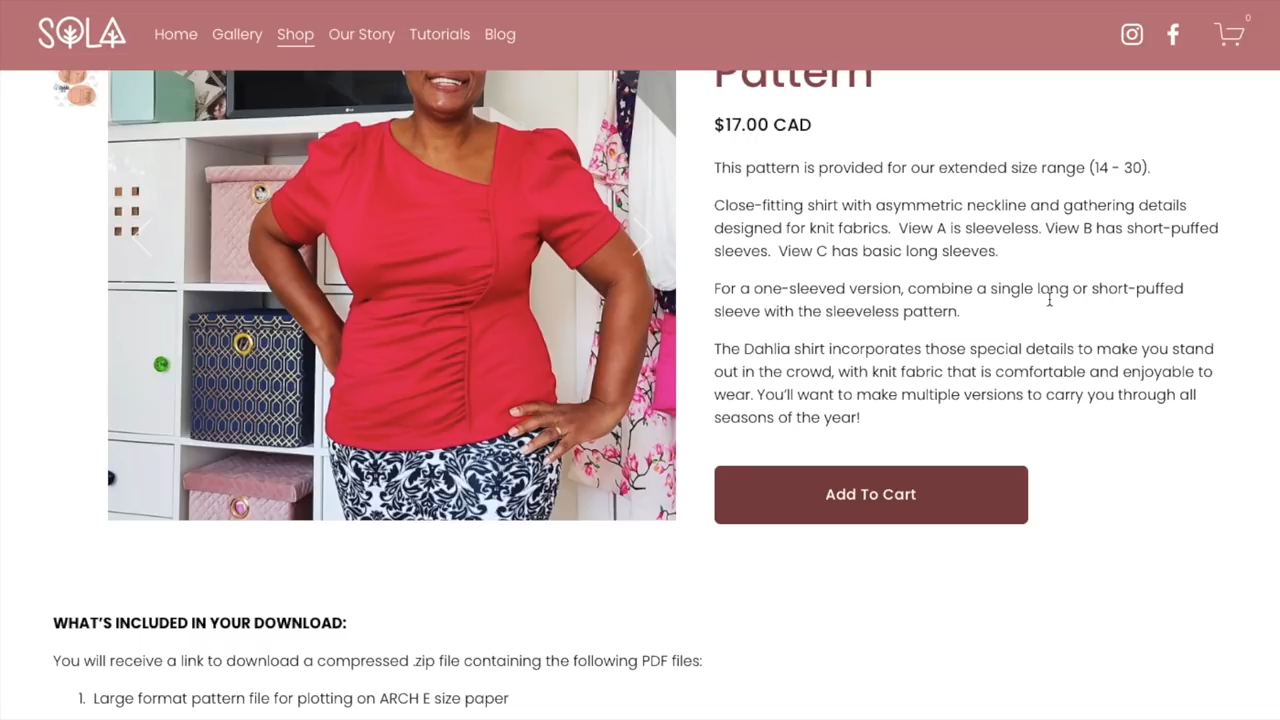 SOLA
Home Gallery Shop Our Story Tutorials Blog
0
Pattern
$17.00 CAD
This pattern is provided for our extended size range (14 - 30).
Close-fitting shirt with asymmetric neckline and gathering details
designed for knit fabrics.  View A is sleeveless. View B has short-puffed
sleeves.  View C has basic long sleeves.
For a one-sleeved version, combine a single long or short-puffed
sleeve with the sleeveless pattern.
The Dahlia shirt incorporates those special details to make you stand
out in the crowd, with knit fabric that is comfortable and enjoyable to
wear. You'll want to make multiple versions to carry you through all
seasons of the year!
Add To Cart
WHAT'S INCLUDED IN YOUR DOWNLOAD:
You will receive a link to download a compressed .zip file containing the following PDF files:
1. Large format pattern file for plotting on ARCH E size paper